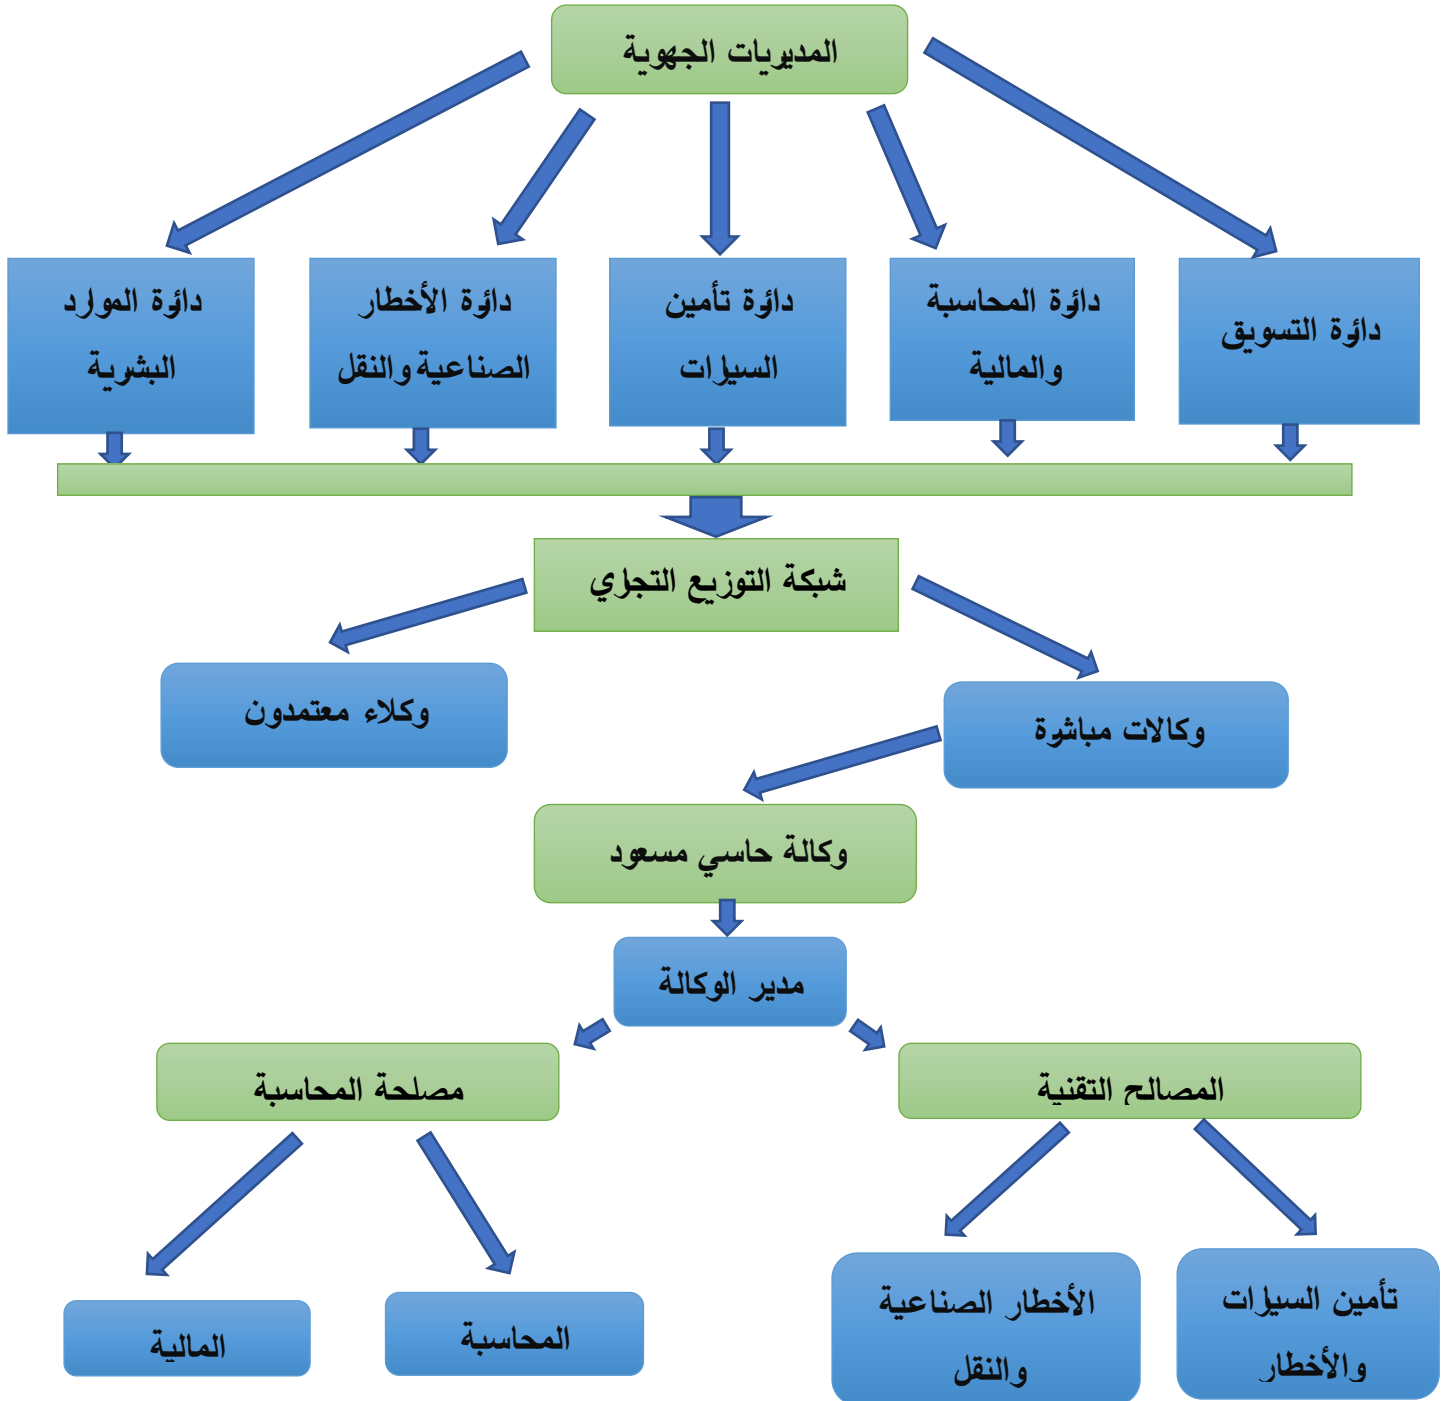 المديريات الجهوية
دائرة التسويق
دائرة المحاسبة
والمالية
دائرة تأمين
السيارات
دائرة الأخطار
الصناعية والنقل
دائرة الموارد
البشرية
شبكة التوزيع التجاري
وكالات مباشرة
وكلاء معتمدون
وكالة حاسي مسعود
مدير الوكالة
المصالح التقنية
مصلحة المحاسبة
تأمين السيارات
والأخطار
الأخطار الصناعية
والنقل
المحاسبة
المالية